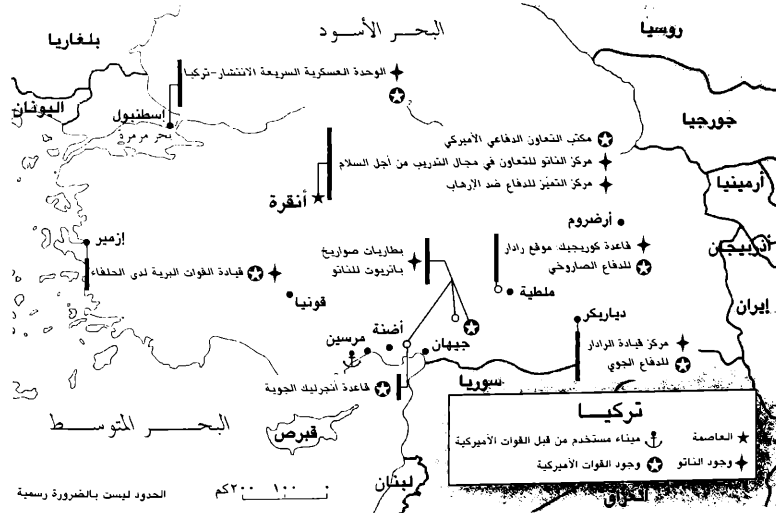 البحر الأسود
روسيا
بلغاريا
الوحدة العسكرية السريعة الانتشار-تركيا
اليونان
إسطنبول
بحر مرمرة
جورجيا
مكتب التعاون الدفاعي الأميركي
مركز الناتو للتعاون في مجال التدريب من أجل السلام
مركز التميّز للدفاع ضد الإرهاب
أنقرة
أرمينيا
أرضروم
أذربيجان
إزمير
قيادة القوات البرية لدى الحلفاء
بطاريات صواريخ
باتريوت للناتو
قاعدة كوريجيك: موقع رادار
للدفاع الصاروخي
إيران
قونيا
ملطية
دياربكر
أضنة
مرسين
جيهان
مركز قيادة الرادار
للدفاع الجوي
سوريا
قاعدة أنجرليك الجوية
البحر المتوسط
قبرص
تركيا
العاصمة
ميناء مستخدم من قبل القوات الأميركية
وجود الناتو
وجود القوات الأميركية
لبنان
العراق
٠ ١٠٠ ٢٠٠كم
الحدود ليست بالضرورة رسمية